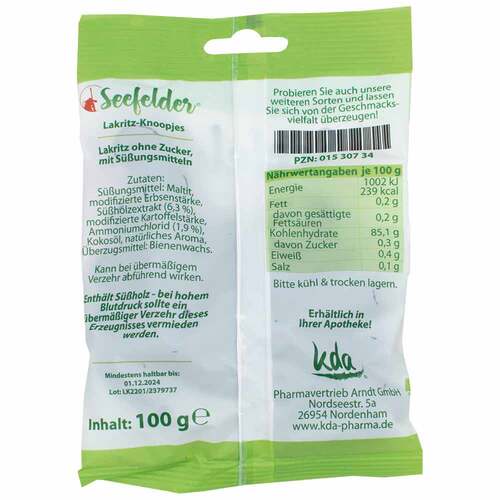 Seefelder®
Lakritz-Knoopjes
Lakritz ohne Zucker,
mit Süßungsmitteln
Zutaten:
Süßungsmittel: Maltit,
modifizierte Erbsenstärke,
Süßholzextrakt (6,3 %),
modifizierte Kartoffelstärke,
Ammoniumchlorid (1,9 %),
Kokosöl, natürliches Aroma,
Überzugsmittel: Bienenwachs.
Kann bei übermäßigem
Verzehr abführend wirken.
Enthält Süßholz - bei hohem
Blutdruck sollte ein
übermäßiger Verzehr dieses
Erzeugnisses vermieden
werden.
Mindestens haltbar bis:
01.12.2024
Lot: LK2201/2379737
Inhalt: 100 g ℮
Probieren Sie auch unsere
weiteren Sorten und lassen
Sie sich von der Geschmacks-
vielfalt überzeugen!
PZN: 015 307 34
Nährwertangaben je 100 g
Energie 1002 kJ
239 kcal
Fett 0,2 g
davon gesättigte
Fettsäuren 0,2 g
Kohlenhydrate 85,1 g
davon Zucker 0,3 g
Eiweiß 0,4 g
Salz 0,1 g
Bitte kühl & trocken lagern.
Erhältlich in
Ihrer Apotheke!
kda
Pharmavertrieb Arndt GmbH
Nordseestr. 5a
26954 Nordenham
www.kda-pharma.de